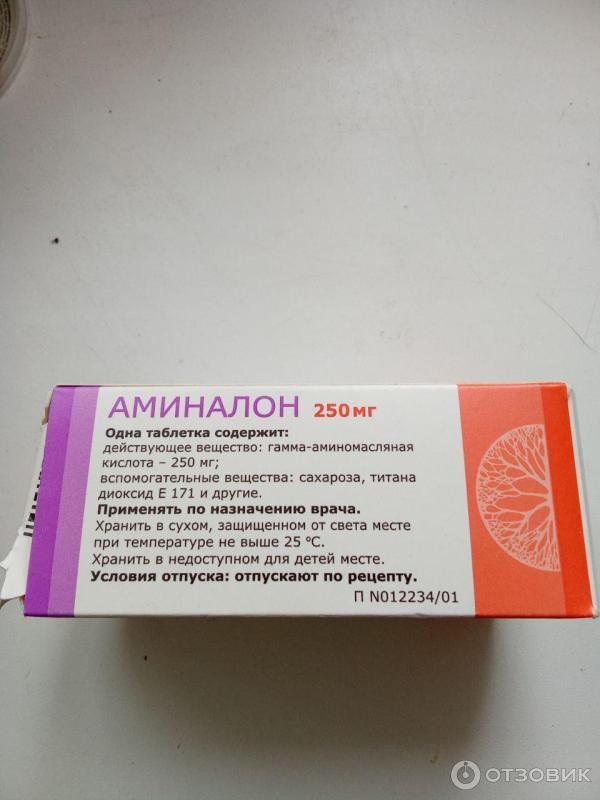 АМИНАЛОН 250 мг
Одна таблетка содержит:
действующее вещество: гамма-аминомасляная
кислота – 250 мг;
вспомогательные вещества: сахароза, титана
диоксид Е 171 и другие.
Применять по назначению врача.
Хранить в сухом, защищенном от света месте
при температуре не выше 25 °С.
Хранить в недоступном для детей месте.
Условия отпуска: отпускают по рецепту.
П N012234/01
ОТЗОВИК